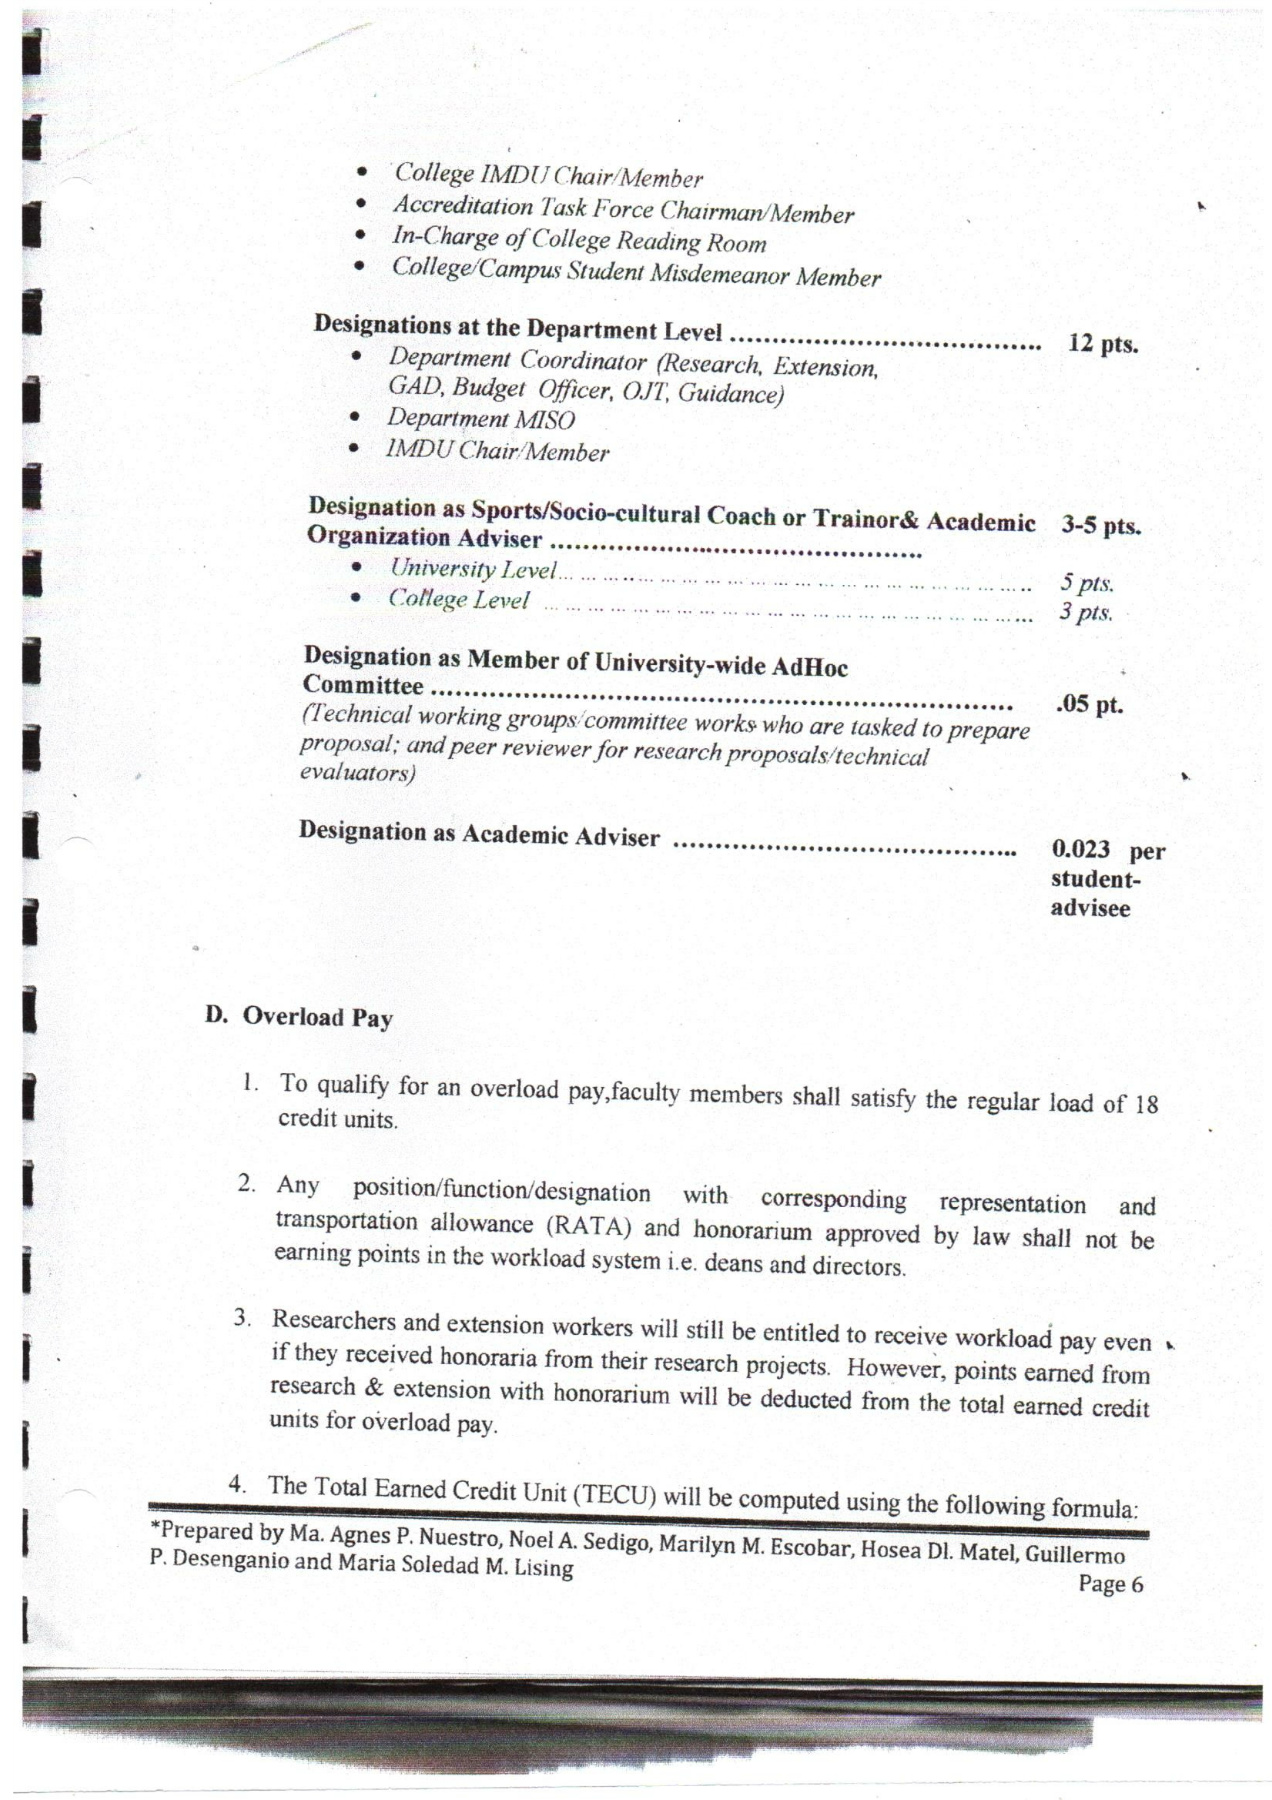 • College IMDU Chair/Member
• Accreditation Task Force Chairman/Member
• In-Charge of College Reading Room
• College/Campus Student Misdemeanor Member
Designations at the Department Level ..................................... 12 pts.
• Department Coordinator (Research, Extension,
GAD, Budget Officer, OJT, Guidance)
• Department MISO
• IMDU Chair/Member
Designation as Sports/Socio-cultural Coach or Trainor& Academic 3-5 pts.
Organization Adviser .............................................
• University Level... ... ... ... ... ... ... ... ... ... ... ... ... ... ... ... ... ... ... ... ... 5 pts.
• College Level ... ... ... ... ... ... ... ... ... ... ... ... ... ... ... ... ... ... ... ... ... ... 3 pts.
Designation as Member of University-wide AdHoc
Committee ..................................................................... .05 pt.
(Technical working groups/committee works who are tasked to prepare
proposal; and peer reviewer for research proposals/technical
evaluators)
Designation as Academic Adviser ......................................... 0.023 per
student-
advisee
D. Overload Pay
1. To qualify for an overload pay,faculty members shall satisfy the regular load of 18
credit units.
2. Any position/function/designation with corresponding representation and
transportation allowance (RATA) and honorarium approved by law shall not be
earning points in the workload system i.e. deans and directors.
3. Researchers and extension workers will still be entitled to receive workload pay even
if they received honoraria from their research projects. However, points earned from
research & extension with honorarium will be deducted from the total earned credit
units for overload pay.
4. The Total Earned Credit Unit (TECU) will be computed using the following formula:
*Prepared by Ma. Agnes P. Nuestro, Noel A. Sedigo, Marilyn M. Escobar, Hosea Dl. Matel, Guillermo
P. Desenganio and Maria Soledad M. Lising
Page 6